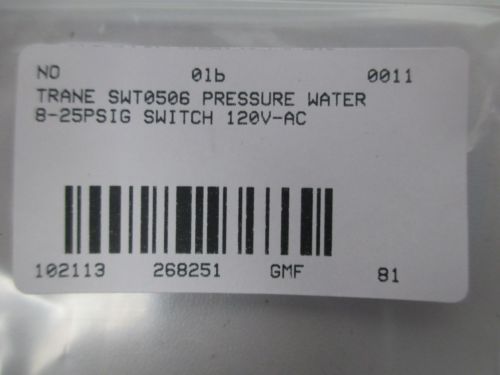 NO 01b 0011
TRANE SWT0506 PRESSURE WATER
8-25PSIG SWITCH 120V-AC
102113 268251 GMF 81